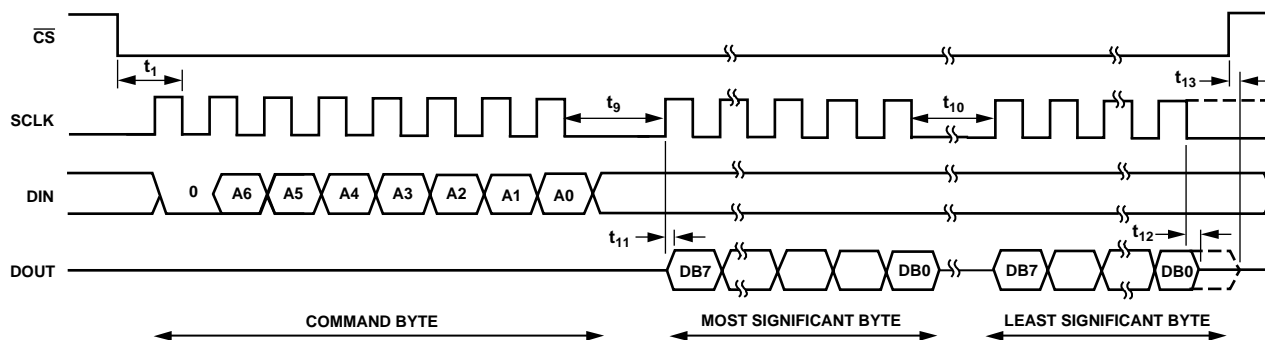 CS
t1
t13
SCLK
t9
t10
DIN
0 A6 A5 A4 A3 A2 A1 A0
t11
t12
DOUT
DB7 DB0 DB7 DB0
COMMAND BYTE MOST SIGNIFICANT BYTE LEAST SIGNIFICANT BYTE